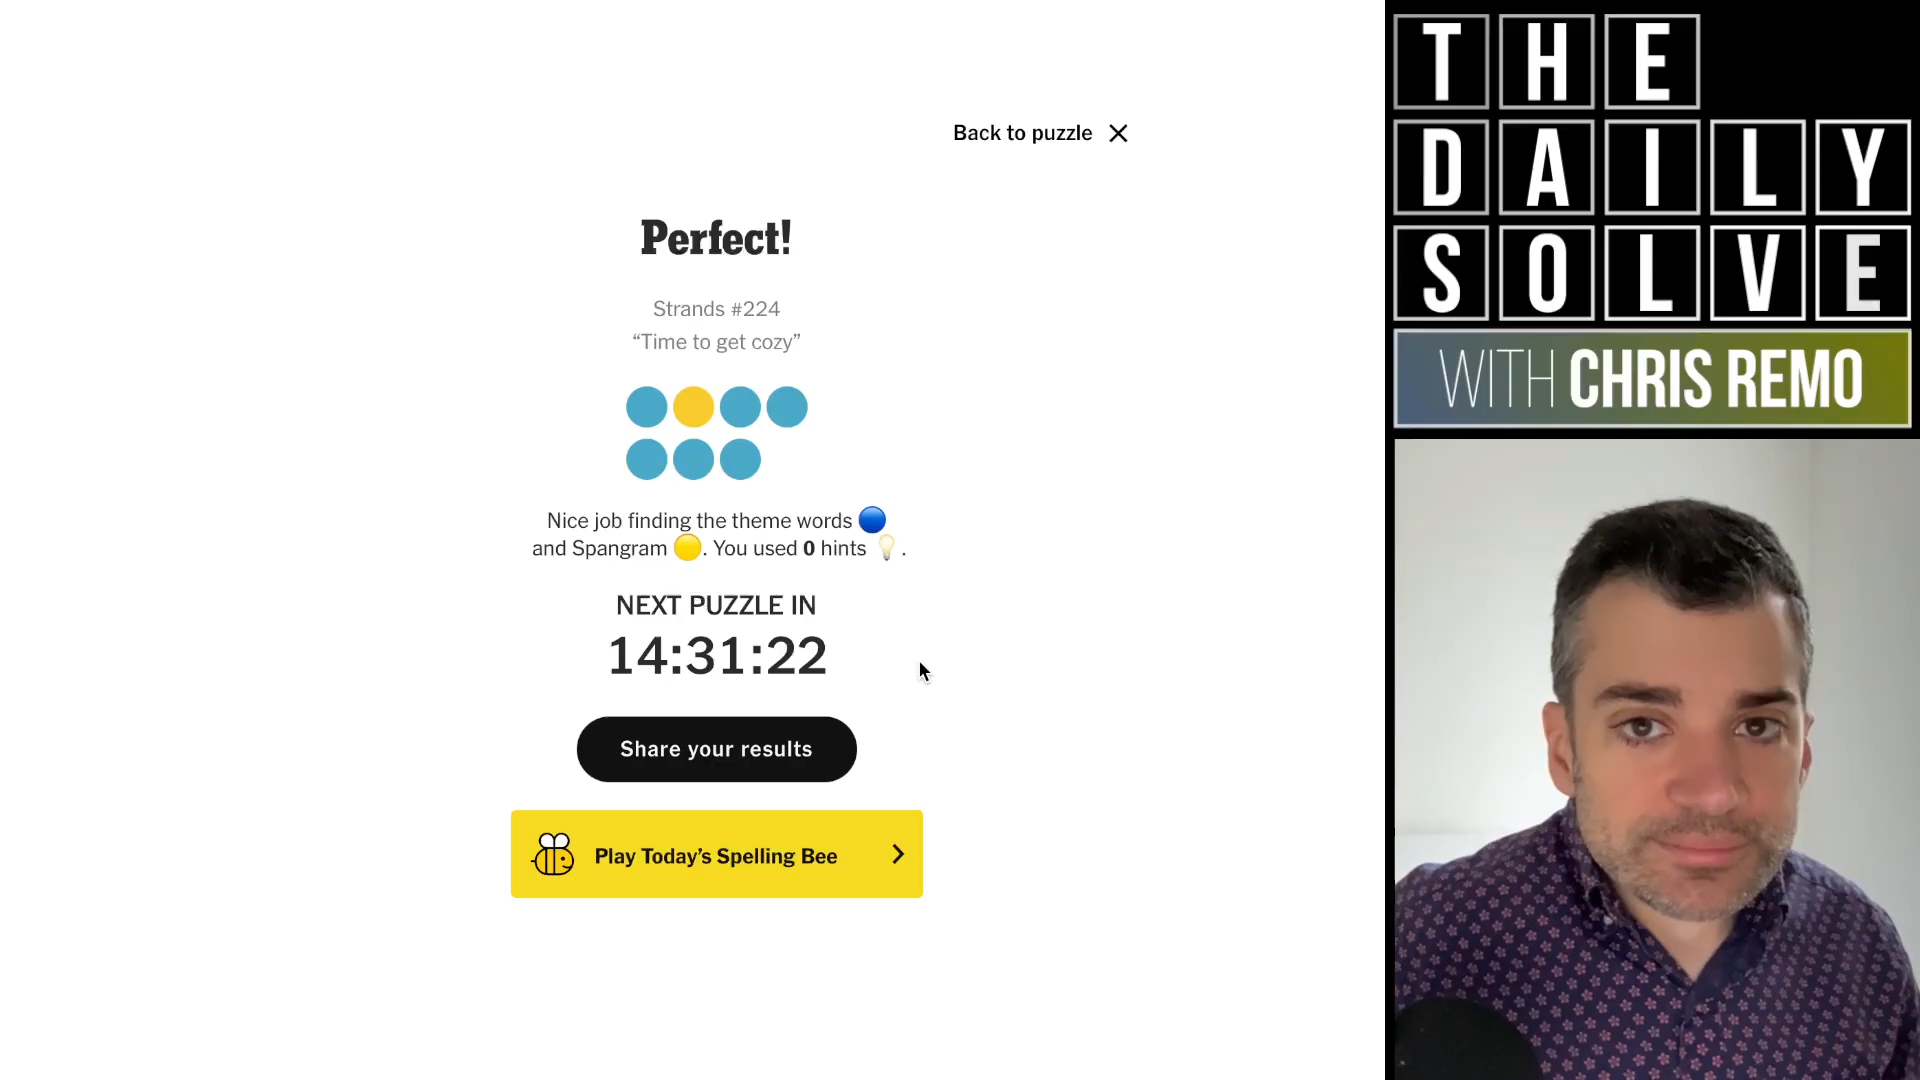 Back to puzzle
Perfect!
Strands #224
“Time to get cozy”
Nice job finding the theme words
and Spangram . You used 0 hints .
NEXT PUZZLE IN
14:31:22
Share your results
Play Today’s Spelling Bee
THE
DAILY
SOLVE
WITH CHRIS REMO